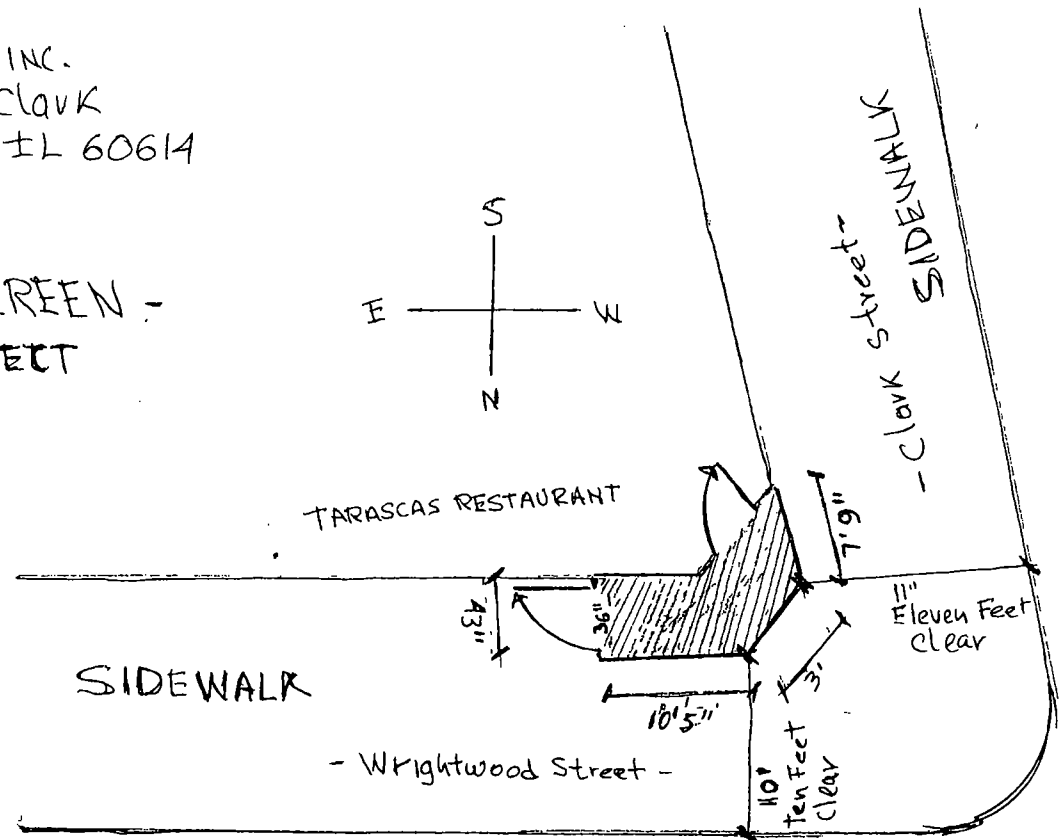 INC.
Clark
IL 60614
REEN -
S
E W
N
SIDEWALK
- Clark Street -
TARASCAS RESTAURANT
7'9"
43"
36"
11"
Eleven Feet
Clear
3'
SIDEWALK
10'5"
- Wrightwood Street -
10'
Ten Feet
Clear